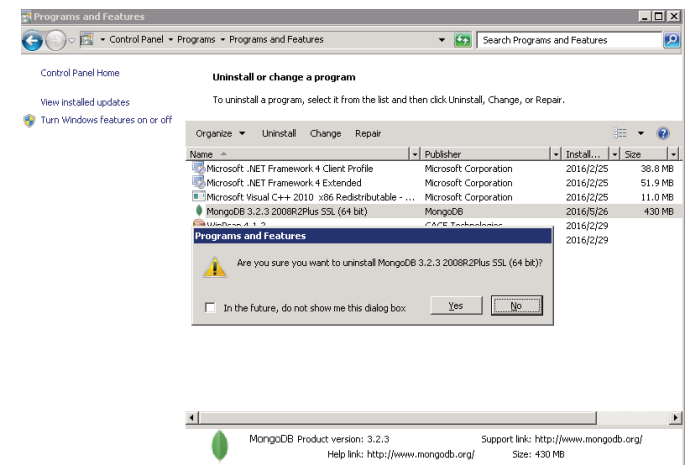 Programs and Features
Control Panel Programs Programs and Features Search Programs and Features
Control Panel Home
Uninstall or change a program
View installed updates
To uninstall a program, select it from the list and then click Uninstall, Change, or Repair.
Turn Windows features on or off
Organize Uninstall Change Repair
Name Publisher Install... Size
Microsoft .NET Framework 4 Client Profile Microsoft Corporation 2016/2/25 38.8 MB
Microsoft .NET Framework 4 Extended Microsoft Corporation 2016/2/25 51.9 MB
Microsoft Visual C++ 2010 x86 Redistributable - ... Microsoft Corporation 2016/2/25 11.0 MB
MongoDB 3.2.3 2008R2Plus SSL (64 bit) MongoDB 2016/5/26 430 MB
WinPcap 4.1.2 CACE Technologies 2016/2/29
2016/2/29
Programs and Features
Are you sure you want to uninstall MongoDB 3.2.3 2008R2Plus SSL (64 bit)?
In the future, do not show me this dialog box Yes No
MongoDB Product version: 3.2.3 Support link: http://www.mongodb.org/
Help link: http://www.mongodb.org/ Size: 430 MB